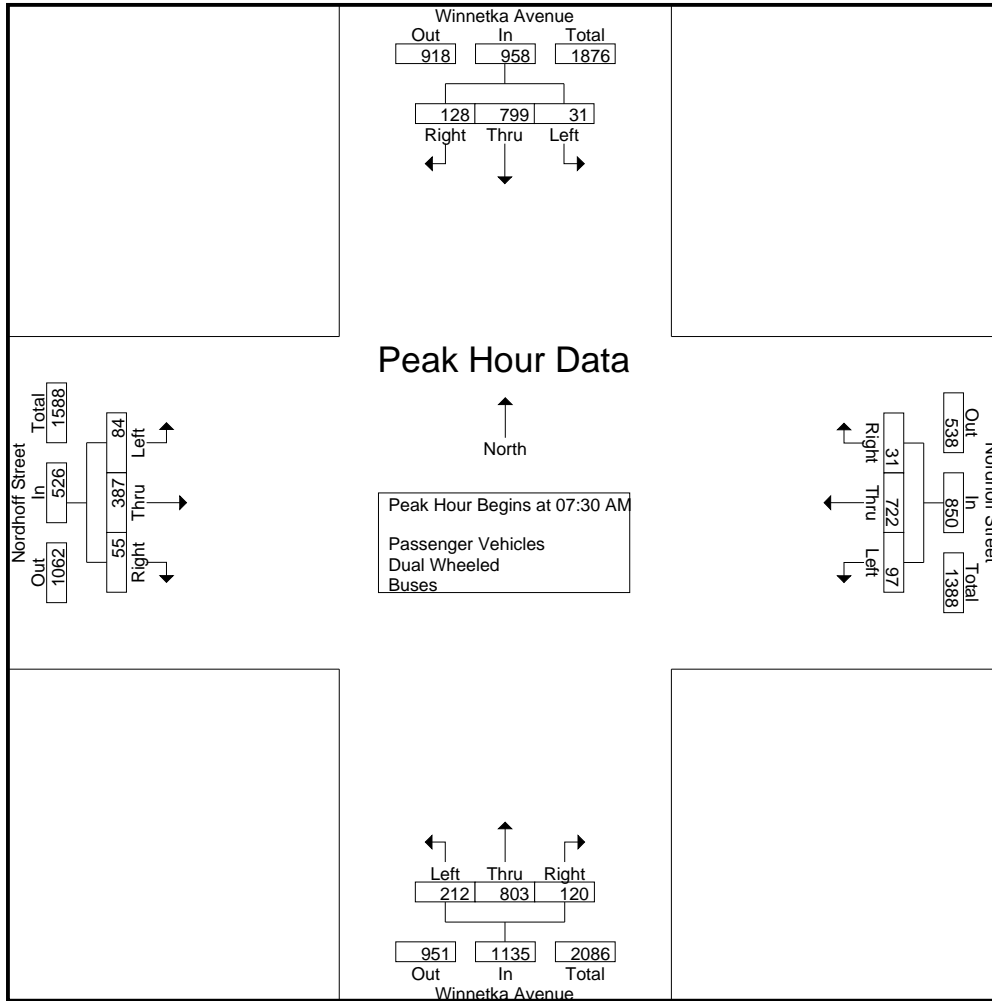 Winnetka Avenue
Out In Total
918 958 1876
128 799 31
Right Thru Left
Peak Hour Data
North
Peak Hour Begins at 07:30 AM
Passenger Vehicles
Dual Wheeled
Buses
Nordhoff Street
Out In Total
1062 526 1588
Right Thru Left
55 387 84
Nordhoff Street
Out In Total
538 850 1388
Right Thru Left
31 722 97
Left Thru Right
212 803 120
951 1135 2086
Out In Total
Winnetka Avenue